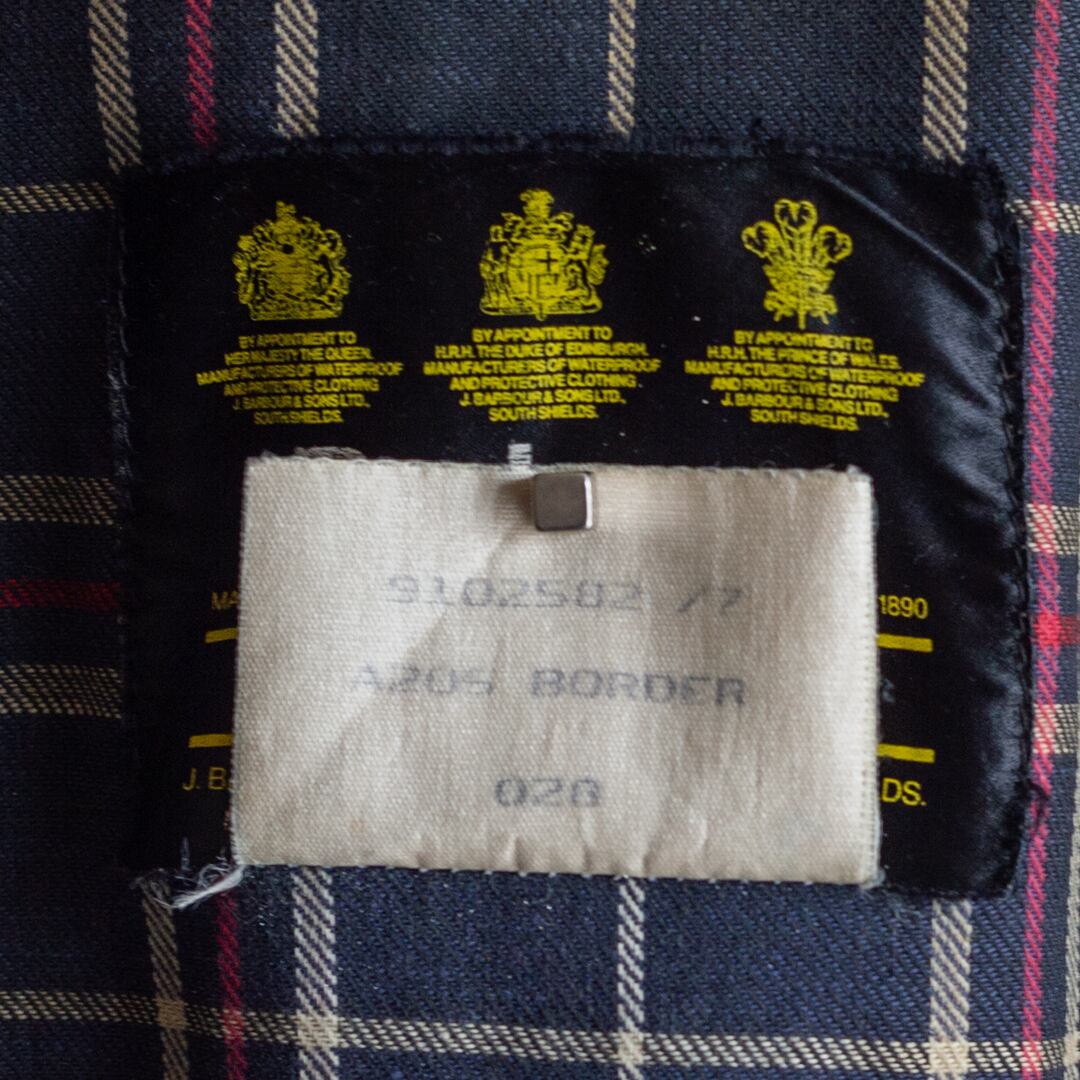 BY APPOINTMENT TO
HER MAJESTY THE QUEEN.
MANUFACTURERS OF WATERPROOF
AND PROTECTIVE CLOTHING
J. BARBOUR & SONS LTD.,
SOUTH SHIELDS.
BY APPOINTMENT TO
H.R.H. THE DUKE OF EDINBURGH.
MANUFACTURERS OF WATERPROOF
AND PROTECTIVE CLOTHING.
J. BARBOUR & SONS LTD.,
SOUTH SHIELDS.
BY APPOINTMENT TO
H.R.H. THE PRINCE OF WALES.
MANUFACTURERS OF WATERPROOF
AND PROTECTIVE CLOTHING
J. BARBOUR & SONS LTD.,
SOUTH SHIELDS.
MA 1890
J. B DS.
9102582 /7
A205 BORDER
028